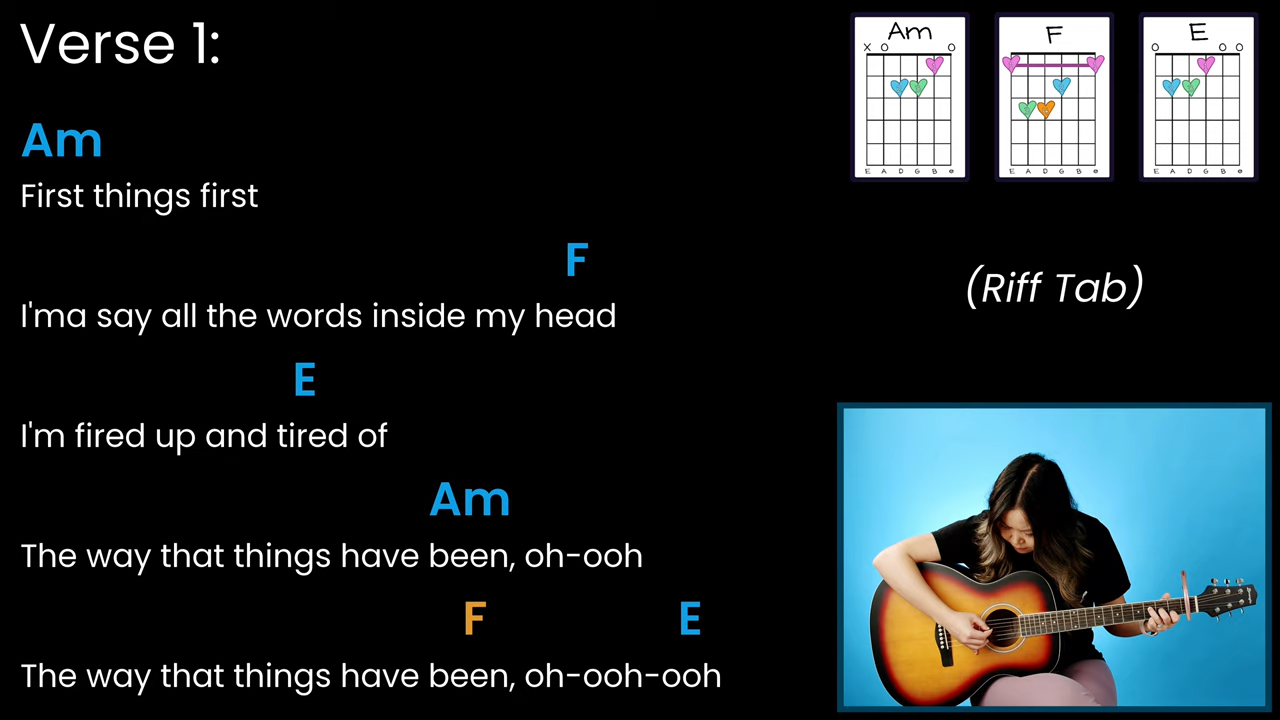 Verse 1:
Am
First things first
F
I'ma say all the words inside my head
E
I'm fired up and tired of
Am
The way that things have been, oh-ooh
F E
The way that things have been, oh-ooh-ooh
Am
X O O
E A D G B e
F
E A D G B e
E
O O O
E A D G B e
(Riff Tab)